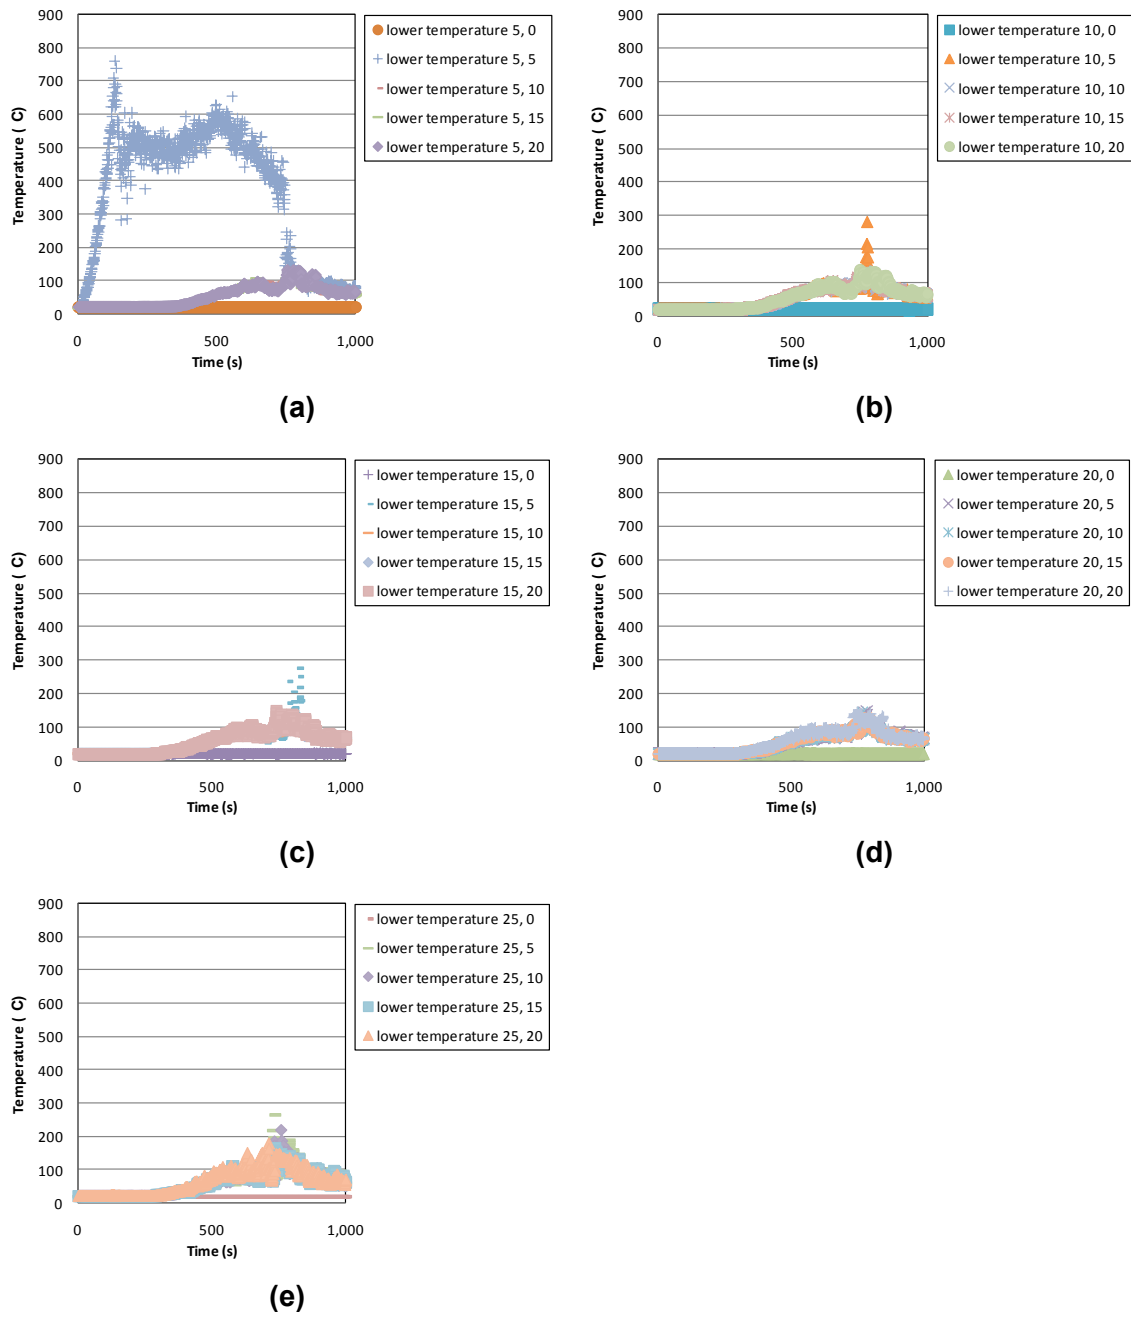 900
800
700
600
500
400
300
200
100
0
Temperature ( C)
0
500
1,000
Time (s)
lower temperature 5, 0
lower temperature 5, 5
lower temperature 5, 10
lower temperature 5, 15
lower temperature 5, 20
(a)
900
800
700
600
500
400
300
200
100
0
Temperature ( C)
0
500
1,000
Time (s)
lower temperature 10, 0
lower temperature 10, 5
lower temperature 10, 10
lower temperature 10, 15
lower temperature 10, 20
(b)
900
800
700
600
500
400
300
200
100
0
Temperature ( C)
0
500
1,000
Time (s)
lower temperature 15, 0
lower temperature 15, 5
lower temperature 15, 10
lower temperature 15, 15
lower temperature 15, 20
(c)
900
800
700
600
500
400
300
200
100
0
Temperature ( C)
0
500
1,000
Time (s)
lower temperature 20, 0
lower temperature 20, 5
lower temperature 20, 10
lower temperature 20, 15
lower temperature 20, 20
(d)
900
800
700
600
500
400
300
200
100
0
Temperature ( C)
0
500
1,000
Time (s)
lower temperature 25, 0
lower temperature 25, 5
lower temperature 25, 10
lower temperature 25, 15
lower temperature 25, 20
(e)